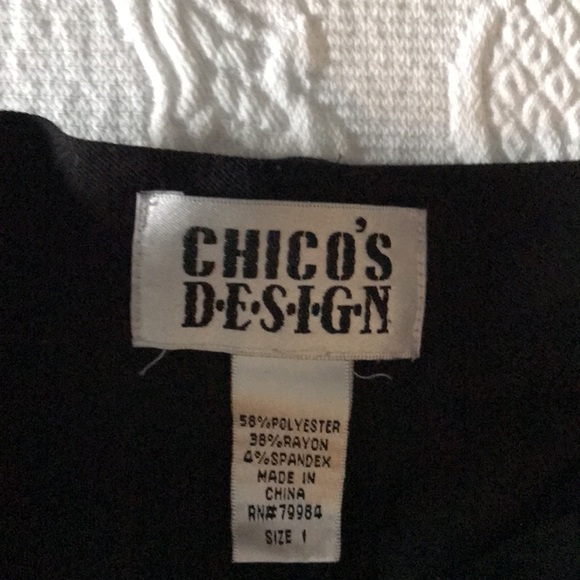 CHICO'S
D•E•S•I•G•N
58%POLYESTER
38%RAYON
4%SPANDEX
MADE IN
CHINA
RN#79984
SIZE 1